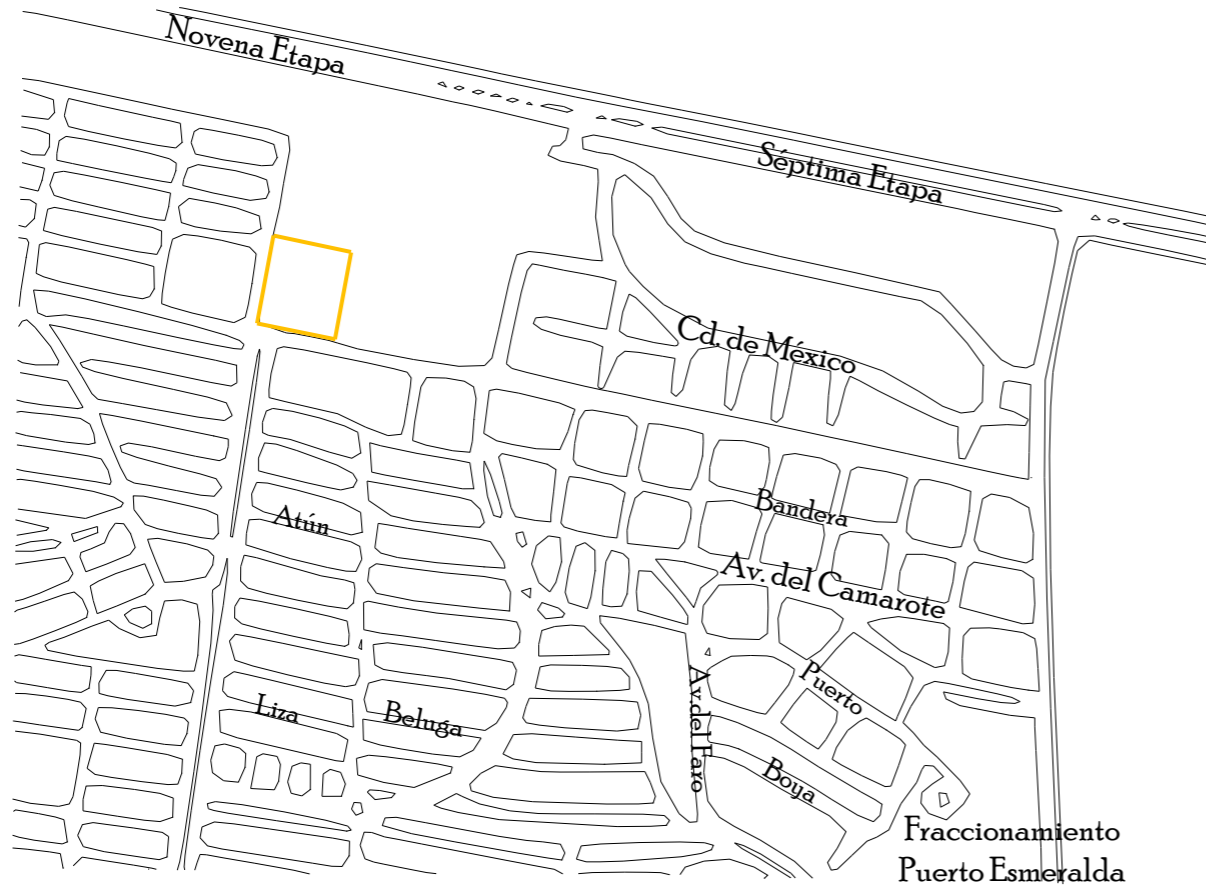 Novena Etapa
Séptima Etapa
Cd. de México
Bandera
Atún
Av. del Camarote
Puerto
Av. del Faro
Liza
Beluga
Boya
Fraccionamiento
Puerto Esmeralda